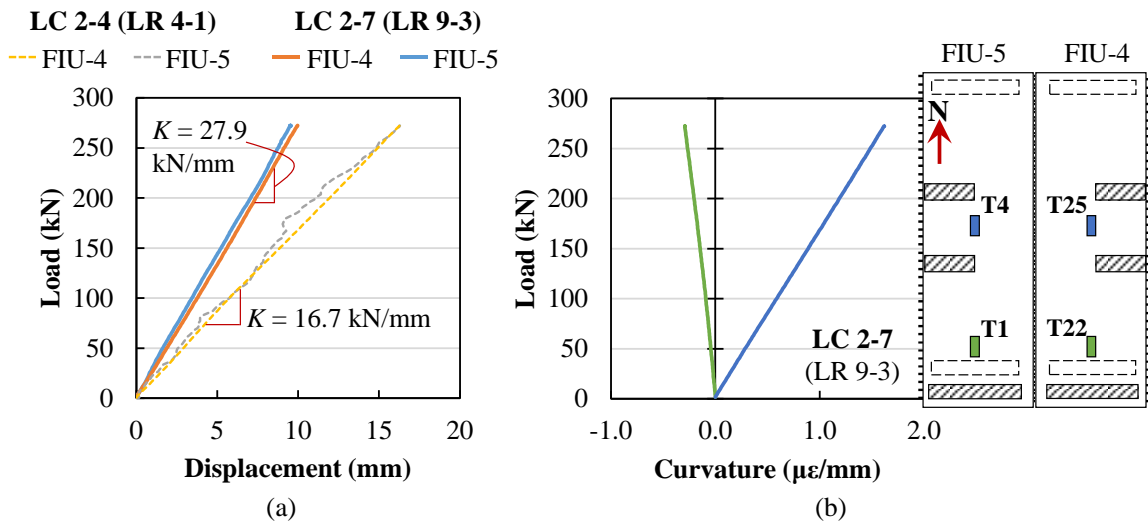 LC 2-4 (LR 4-1) LC 2-7 (LR 9-3)
FIU-4 FIU-5 FIU-4 FIU-5
300
250
200
150
100
50
0
0 5 10 15 20
Load (kN)
Displacement (mm)
K = 27.9
kN/mm
K = 16.7 kN/mm
(a)
300
250
200
150
100
50
0
-1.0 0.0 1.0 2.0
Load (kN)
Curvature (µε/mm)
LC 2-7
(LR 9-3)
(b)
FIU-5 FIU-4
N
T4 T25
T1 T22